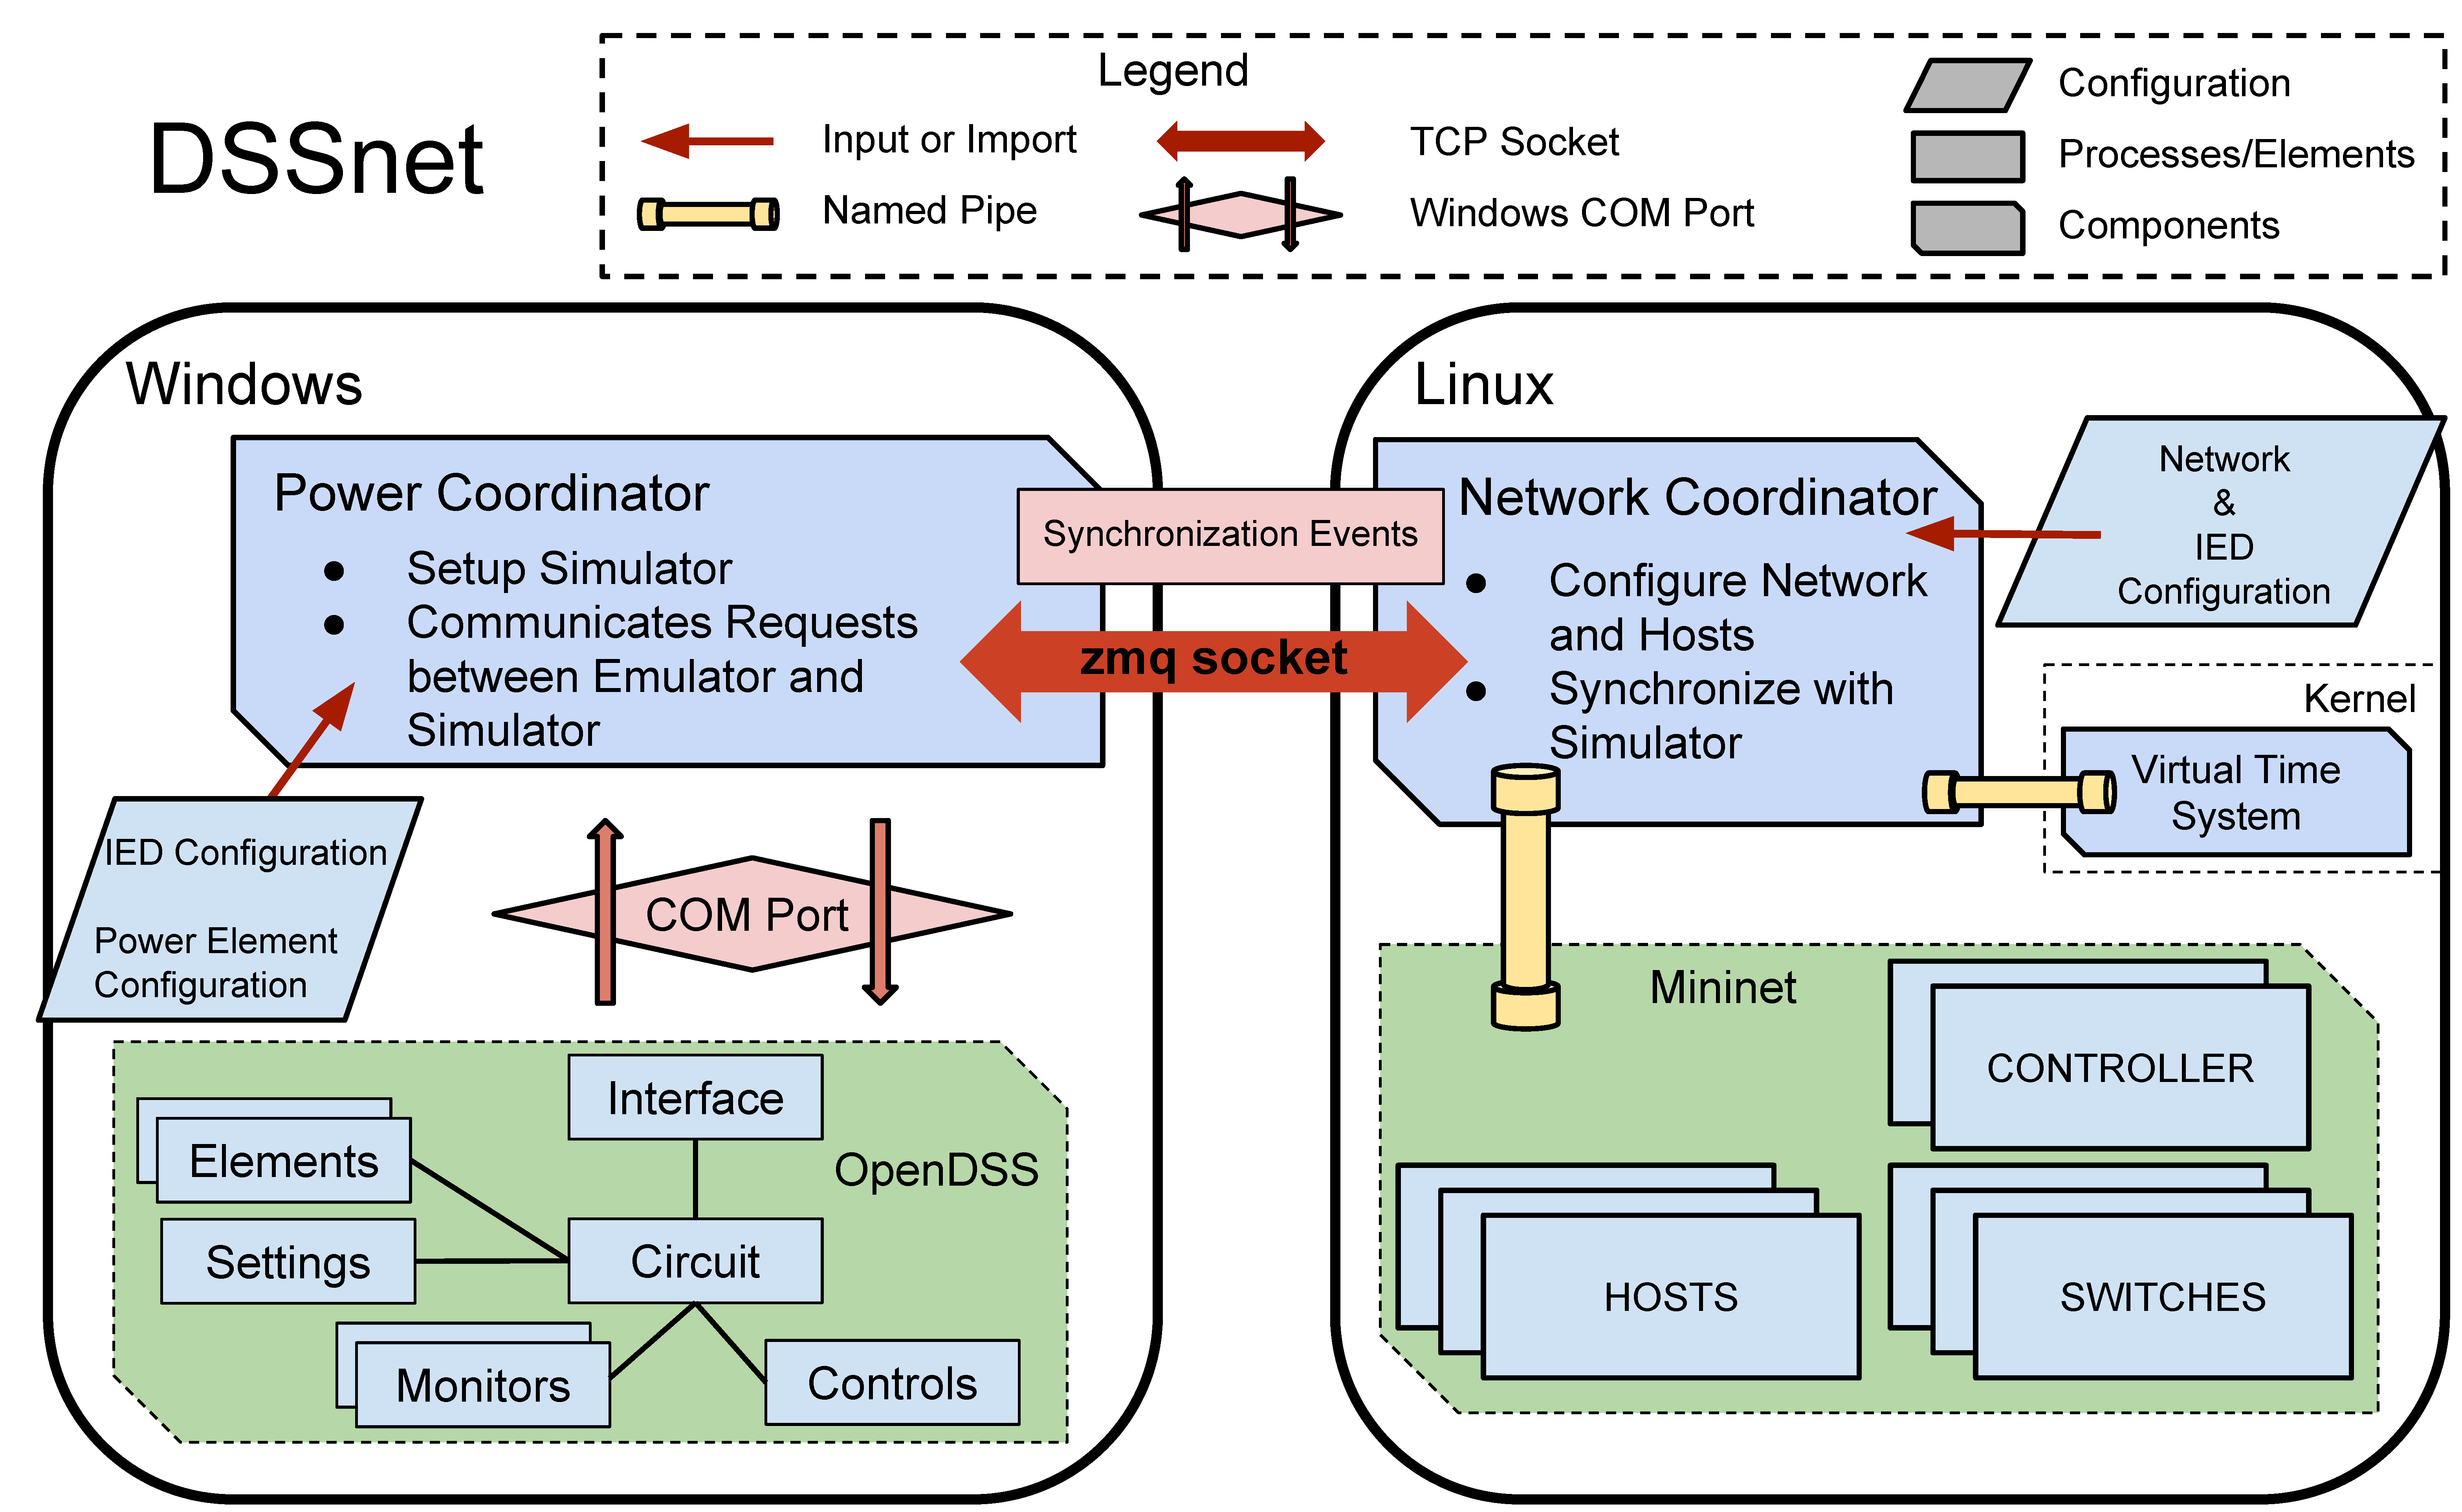 DSSnet
Legend
Input or Import
TCP Socket
Named Pipe
Windows COM Port
Configuration
Processes/Elements
Components
Windows
Power Coordinator
● Setup Simulator
● Communicates Requests
between Emulator and
Simulator
IED Configuration
Power Element
Configuration
COM Port
Interface
Elements
OpenDSS
Settings
Circuit
Monitors
Controls
Synchronization Events
zmq socket
Linux
Network Coordinator
● Configure Network
and Hosts
● Synchronize with
Simulator
Network
&
IED
Configuration
Kernel
Virtual Time
System
Mininet
CONTROLLER
HOSTS
SWITCHES